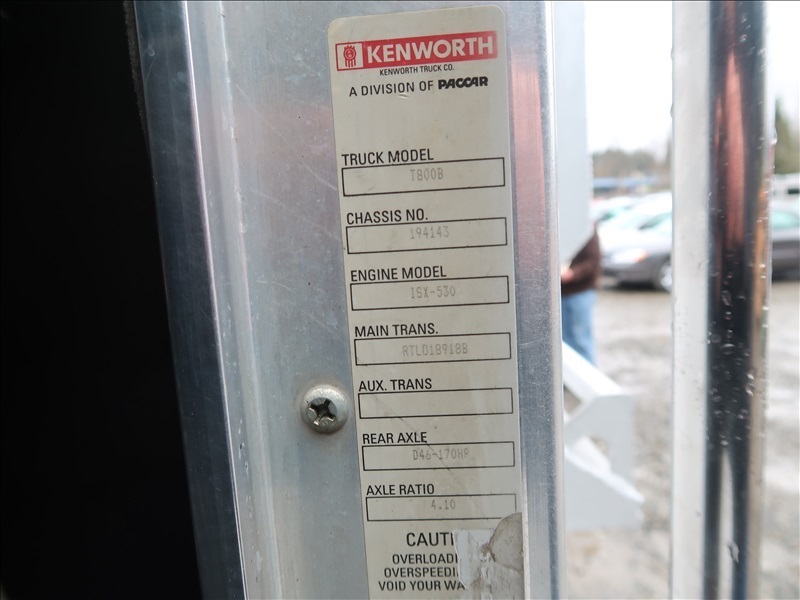 KENWORTH
KENWORTH TRUCK CO.
A DIVISION OF PACCAR
TRUCK MODEL
T800B
CHASSIS NO.
194143
ENGINE MODEL
ISX-530
MAIN TRANS.
RTLO18918B
AUX. TRANS
REAR AXLE
D46-170HP
AXLE RATIO
4.10
CAUTI
OVERLOADI
OVERSPEEDI
VOID YOUR WA